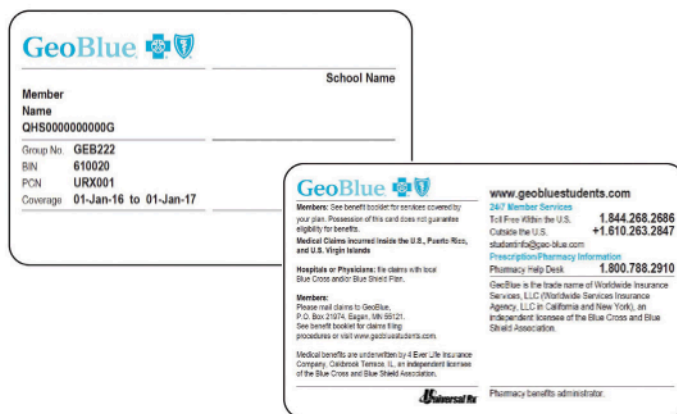 GeoBlue
School Name
Member
Name
QHS0000000000G
Group No. GEB222
BIN 610020
PCN URX001
Coverage 01-Jan-16 to 01-Jan-17
GeoBlue
Members: See benefit booklet for services covered by
your plan. Possession of this card does not guarantee
eligibility for benefits.
Medical Claims incurred inside the U.S., Puerto Rico,
and U.S. Virgin Islands
Hospitals or Physicians: file claims with local
Blue Cross and/or Blue Shield Plan.
Members:
Please mail claims to GeoBlue,
P.O. Box 21974, Eagan, MN 55121.
See benefit booklet for claims filing
procedures or visit www.geobluestudents.com.
Medical benefits are underwritten by 4 Ever Life Insurance
Company, Oakbrook Terrace, IL, an independent licensee
of the Blue Cross and Blue Shield Association.
Universal Rx
www.geobluestudents.com
24/7 Member Services
Toll Free Within the U.S. 1.844.268.2686
Outside the U.S. +1.610.263.2847
studentinfo@geo-blue.com
Prescription/Pharmacy Information
Pharmacy Help Desk 1.800.788.2910
GeoBlue is the trade name of Worldwide Insurance
Services, LLC (Worldwide Services Insurance
Agency, LLC in California and New York), an
independent licensee of the Blue Cross and Blue
Shield Association.
Pharmacy benefits administrator.